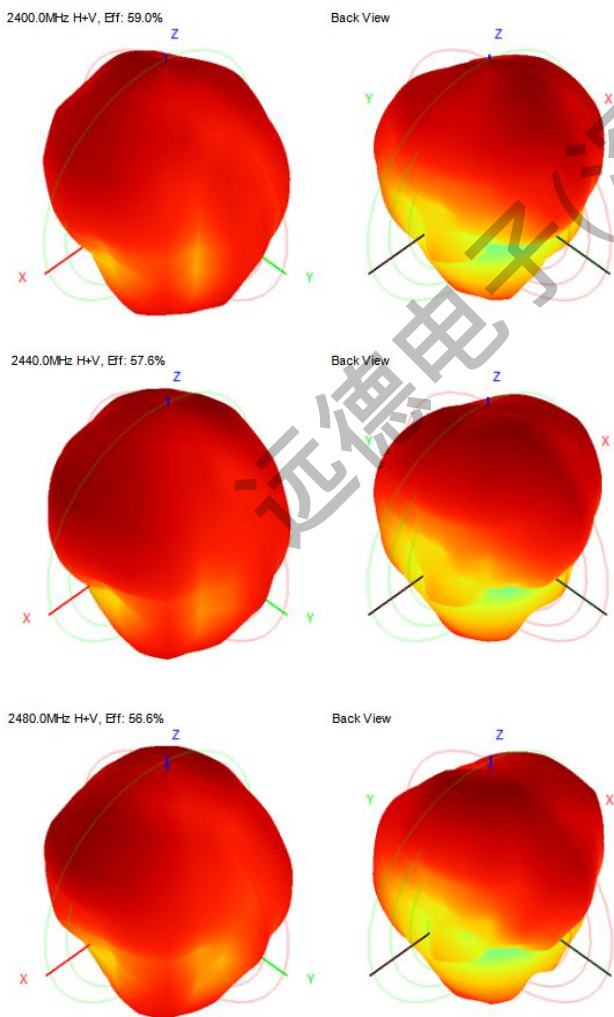 2400.0MHz H+V, Eff: 59.0%
Back View
Z
Z
Y
X
X
Y
2440.0MHz H+V, Eff: 57.6%
Back View
Z
Z
Y
X
X
Y
2480.0MHz H+V, Eff: 56.6%
Back View
Z
Z
Y
X
X
Y
远德电子(深